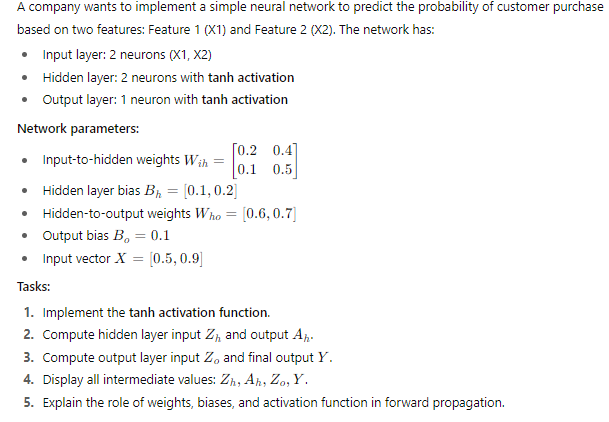 A company wants to implement a simple neural network to predict the probability of customer purchase
based on two features: Feature 1 (X1) and Feature 2 (X2). The network has:
• Input layer: 2 neurons (X1, X2)
• Hidden layer: 2 neurons with tanh activation
• Output layer: 1 neuron with tanh activation
Network parameters:
• Input-to-hidden weights W_{ih} = [0.2 0.4
0.1 0.5]
• Hidden layer bias B_h = [0.1, 0.2]
• Hidden-to-output weights W_{ho} = [0.6, 0.7]
• Output bias B_o = 0.1
• Input vector X = [0.5, 0.9]
Tasks:
1. Implement the tanh activation function.
2. Compute hidden layer input Z_h and output A_h.
3. Compute output layer input Z_o and final output Y.
4. Display all intermediate values: Z_h, A_h, Z_o, Y.
5. Explain the role of weights, biases, and activation function in forward propagation.